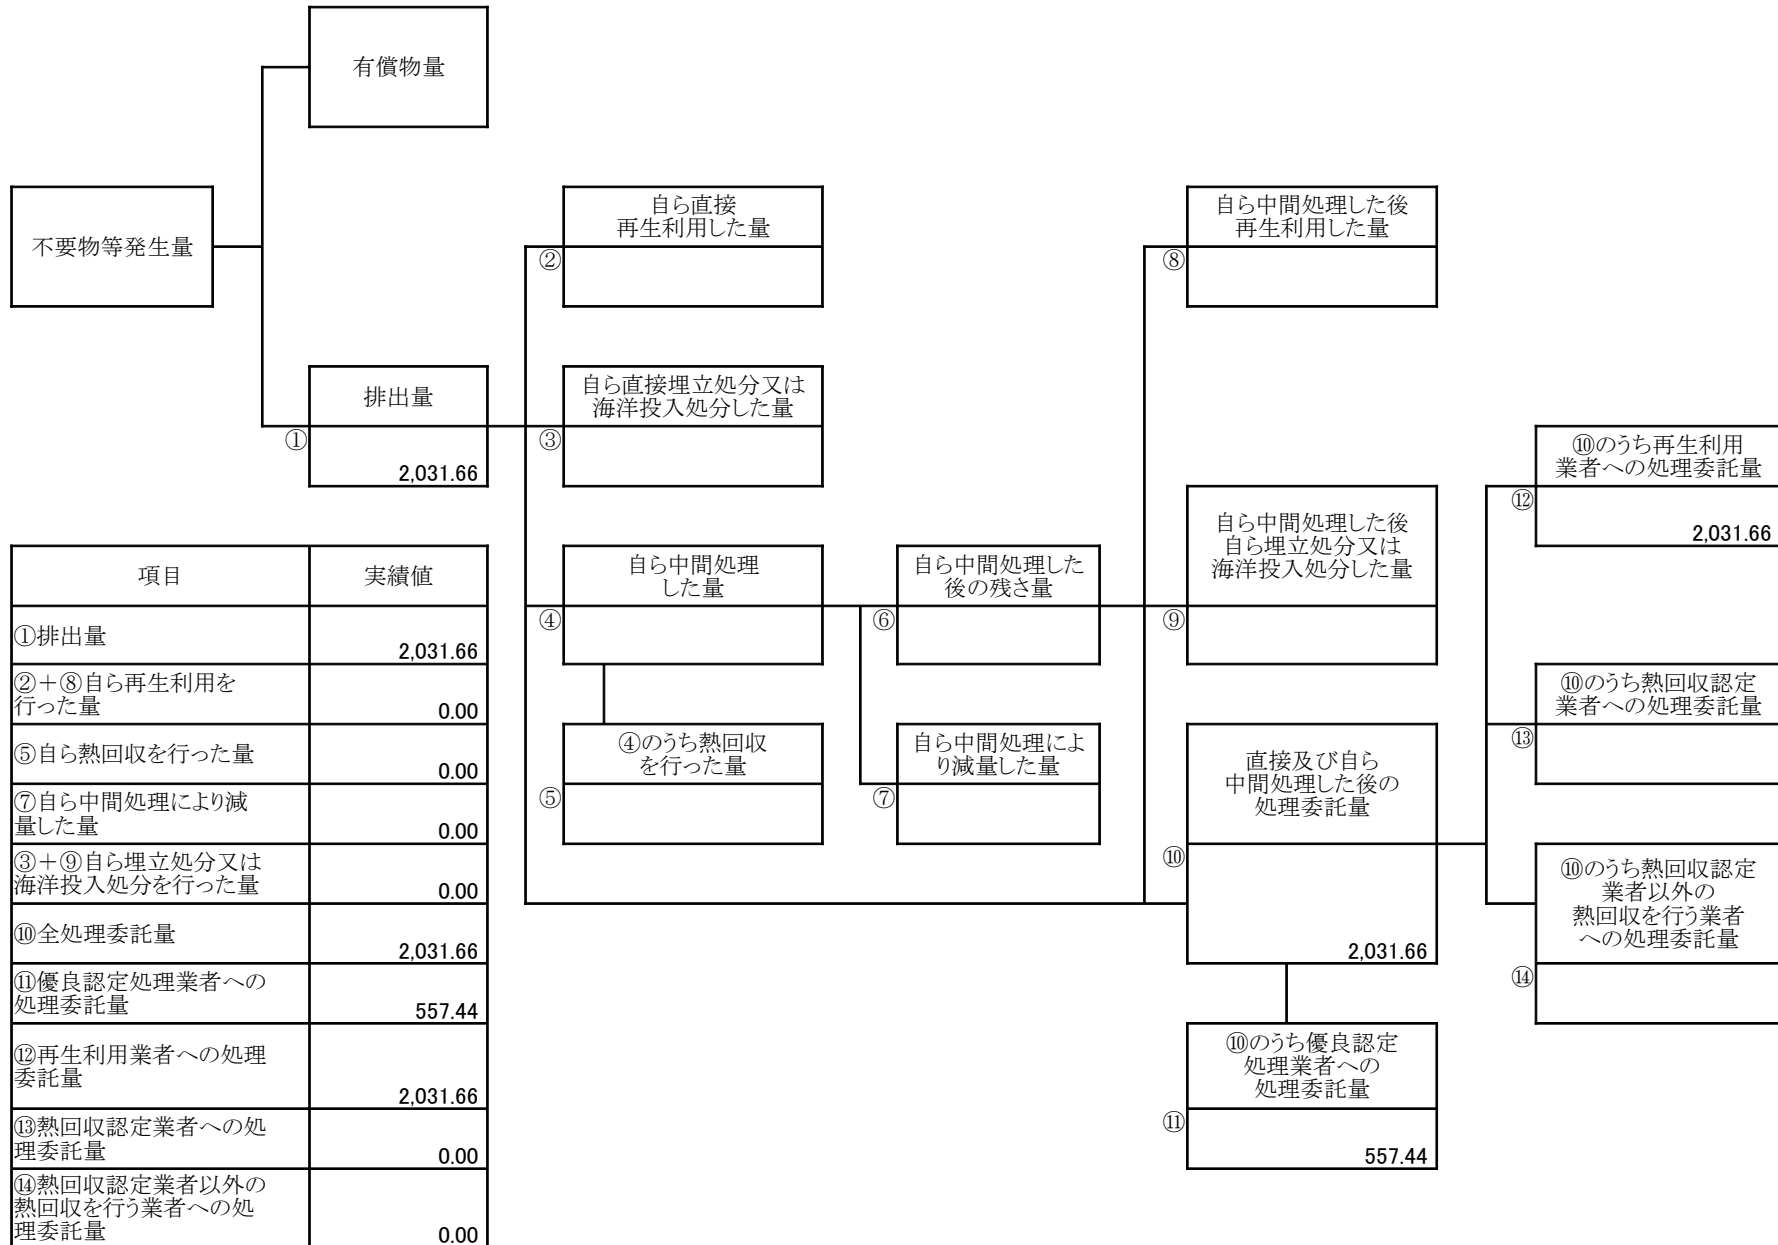 有償物量
不要物等発生量
自ら直接
再生利用した量
②
自ら中間処理した後
再生利用した量
⑧
排出量
①
2,031.66
自ら直接埋立処分又は
海洋投入処分した量
③
⑩のうち再生利用
業者への処理委託量
⑫
2,031.66
自ら中間処理した後
自ら埋立処分又は
海洋投入処分した量
⑨
自ら中間処理
した量
④
自ら中間処理した
後の残さ量
⑥
④のうち熱回収
を行った量
⑤
自ら中間処理によ
り減量した量
⑦
直接及び自ら
中間処理した後の
処理委託量
⑩
2,031.66
⑩のうち熱回収認定
業者への処理委託量
⑬
⑩のうち熱回収認定
業者以外の
熱回収を行う業者
への処理委託量
⑭
⑩のうち優良認定
処理業者への
処理委託量
⑪
557.44
項目 実績値
①排出量
2,031.66
②＋⑧自ら再生利用を
行った量
0.00
⑤自ら熱回収を行った量
0.00
⑦自ら中間処理により減
量した量
0.00
③＋⑨自ら埋立処分又は
海洋投入処分を行った量
0.00
⑩全処理委託量
2,031.66
⑪優良認定処理業者への
処理委託量
557.44
⑫再生利用業者への処理
委託量
2,031.66
⑬熱回収認定業者への処
理委託量
0.00
⑭熱回収認定業者以外の
熱回収を行う業者への処
理委託量
0.00